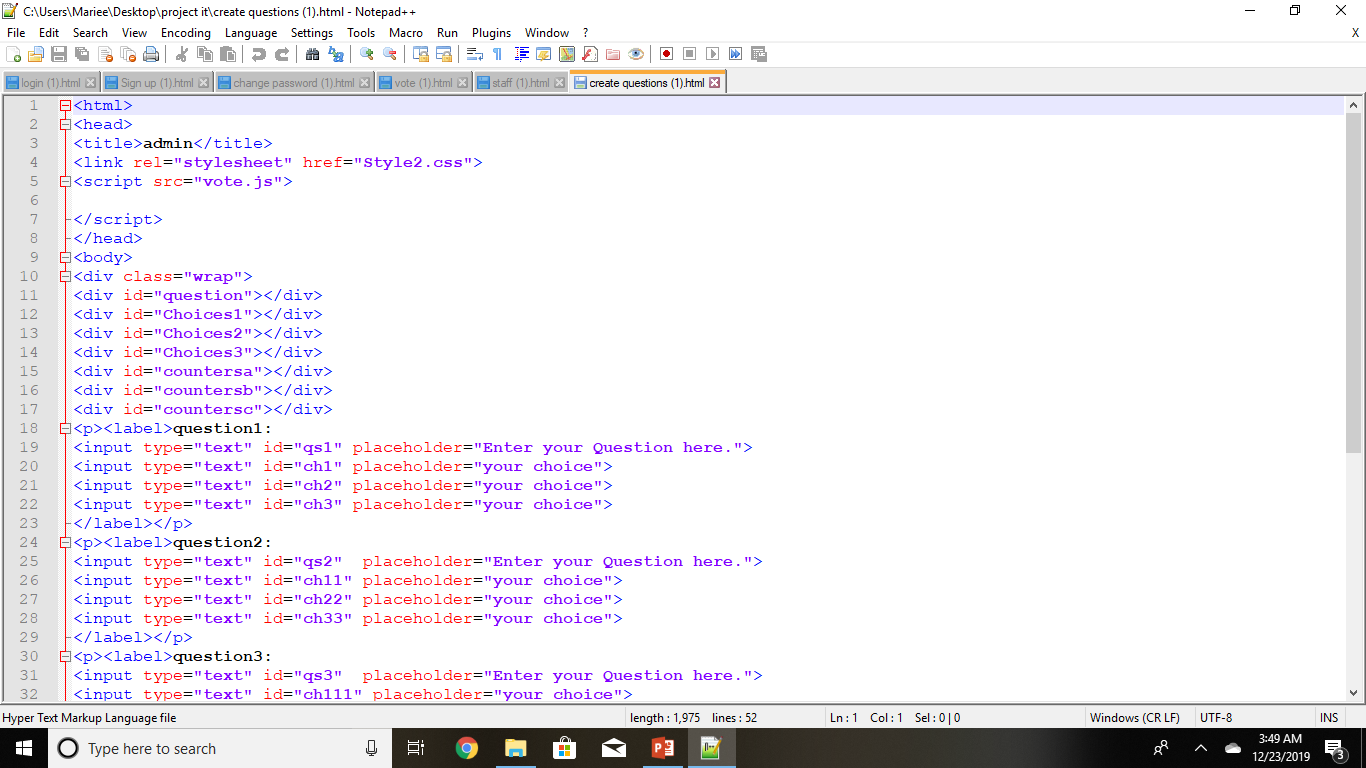 C:\Users\Mariee\Desktop\project it\create questions (1).html - Notepad++
File Edit Search View Encoding Language Settings Tools Macro Run Plugins Window ? X
login (1).html Sign up (1).html change password (1).html vote (1).html staff (1).html create questions (1).html
1 <html>
2 <head>
3 <title>admin</title>
4 <link rel="stylesheet" href="Style2.css">
5 <script src="vote.js">
6
7 </script>
8 </head>
9 <body>
10 <div class="wrap">
11 <div id="question"></div>
12 <div id="Choices1"></div>
13 <div id="Choices2"></div>
14 <div id="Choices3"></div>
15 <div id="countersa"></div>
16 <div id="countersb"></div>
17 <div id="countersc"></div>
18 <p><label>question1:
19 <input type="text" id="qs1" placeholder="Enter your Question here.">
20 <input type="text" id="ch1" placeholder="your choice">
21 <input type="text" id="ch2" placeholder="your choice">
22 <input type="text" id="ch3" placeholder="your choice">
23 </label></p>
24 <p><label>question2:
25 <input type="text" id="qs2"  placeholder="Enter your Question here.">
26 <input type="text" id="ch11" placeholder="your choice">
27 <input type="text" id="ch22" placeholder="your choice">
28 <input type="text" id="ch33" placeholder="your choice">
29 </label></p>
30 <p><label>question3:
31 <input type="text" id="qs3"  placeholder="Enter your Question here.">
32 <input type="text" id="ch111" placeholder="your choice">
Hyper Text Markup Language file length : 1,975 lines : 52 Ln : 1 Col : 1 Sel : 0 | 0 Windows (CR LF) UTF-8 INS
Type here to search
3:49 AM
12/23/2019
3